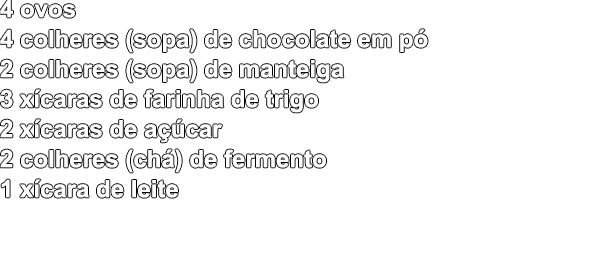 4 ovos
4 colheres (sopa) de chocolate em pó
2 colheres (sopa) de manteiga
3 xícaras de farinha de trigo
2 xícaras de açúcar
2 colheres (chá) de fermento
1 xícara de leite